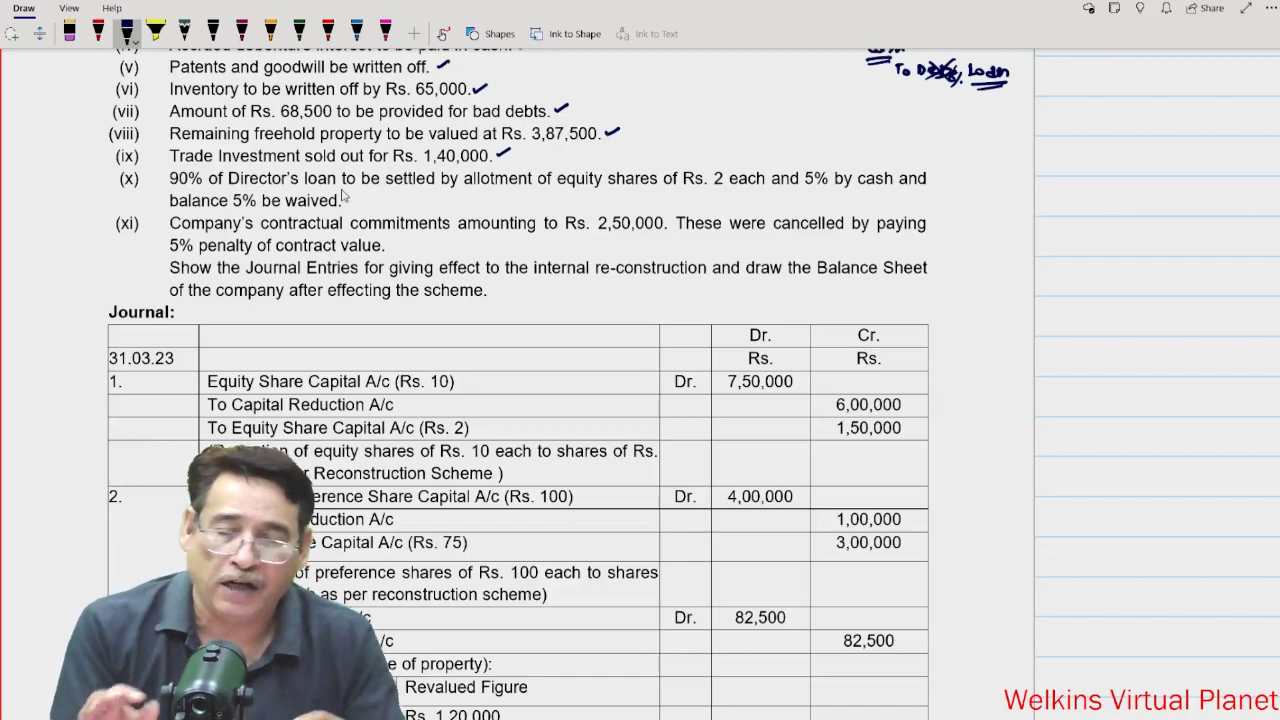 Draw View Help
Share
Shapes Ink to Shape Ink to Text
Accrued debenture interest to be paid in cash.
(v) Patents and goodwill be written off.
To Loan
(vi) Inventory to be written off by Rs. 65,000.
(vii) Amount of Rs. 68,500 to be provided for bad debts.
(viii) Remaining freehold property to be valued at Rs. 3,87,500.
(ix) Trade Investment sold out for Rs. 1,40,000.
(x) 90% of Director's loan to be settled by allotment of equity shares of Rs. 2 each and 5% by cash and
balance 5% be waived.
(xi) Company's contractual commitments amounting to Rs. 2,50,000. These were cancelled by paying
5% penalty of contract value.
Show the Journal Entries for giving effect to the internal re-construction and draw the Balance Sheet
of the company after effecting the scheme.
Journal:
Dr. Cr.
31.03.23 Rs. Rs.
1. Equity Share Capital A/c (Rs. 10) Dr. 7,50,000
To Capital Reduction A/c 6,00,000
To Equity Share Capital A/c (Rs. 2) 1,50,000
of equity shares of Rs. 10 each to shares of Rs.
Reconstruction Scheme )
2. Share Capital A/c (Rs. 100) Dr. 4,00,000
A/c 1,00,000
Capital A/c (Rs. 75) 3,00,000
of preference shares of Rs. 100 each to shares
as per reconstruction scheme)
Dr. 82,500
82,500
of property):
Revalued Figure
Rs. 1,20,000
Welkins Virtual Planet